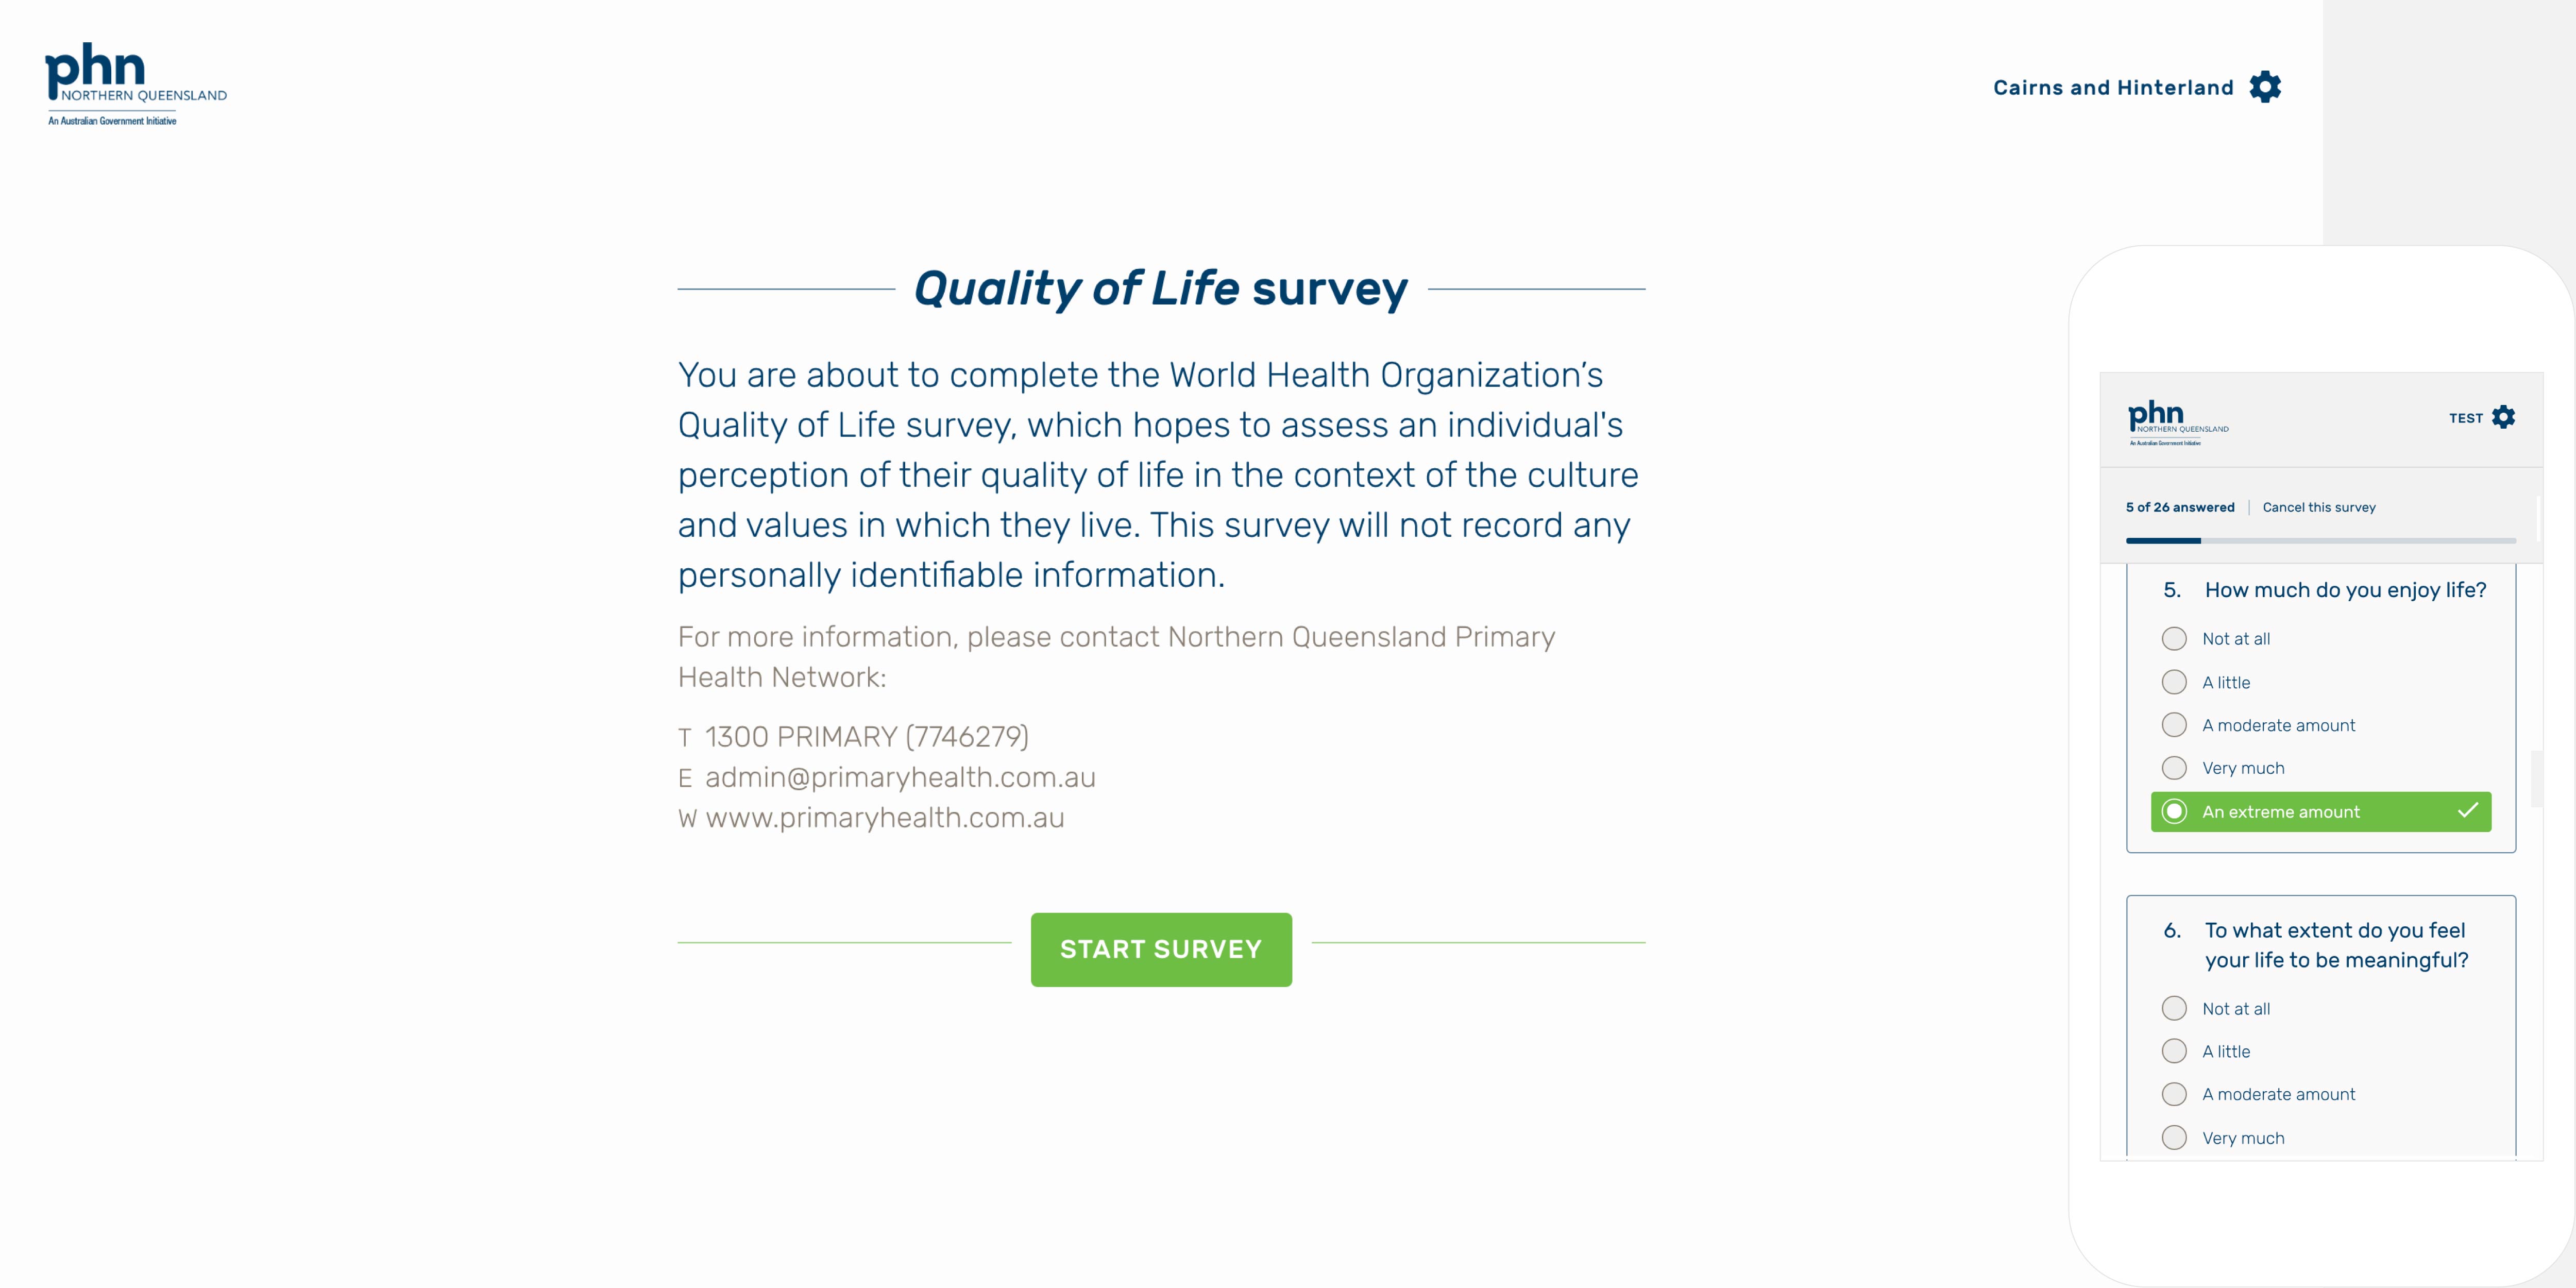 phn
NORTHERN QUEENSLAND
An Australian Government Initiative
Cairns and Hinterland
Quality of Life survey
You are about to complete the World Health Organization’s
Quality of Life survey, which hopes to assess an individual's
perception of their quality of life in the context of the culture
and values in which they live. This survey will not record any
personally identifiable information.
For more information, please contact Northern Queensland Primary
Health Network:
T 1300 PRIMARY (7746279)
E admin@primaryhealth.com.au
W www.primaryhealth.com.au
START SURVEY
phn
NORTHERN QUEENSLAND
An Australian Government Initiative
TEST
5 of 26 answered | Cancel this survey
5. How much do you enjoy life?
Not at all
A little
A moderate amount
Very much
An extreme amount
6. To what extent do you feel
your life to be meaningful?
Not at all
A little
A moderate amount
Very much